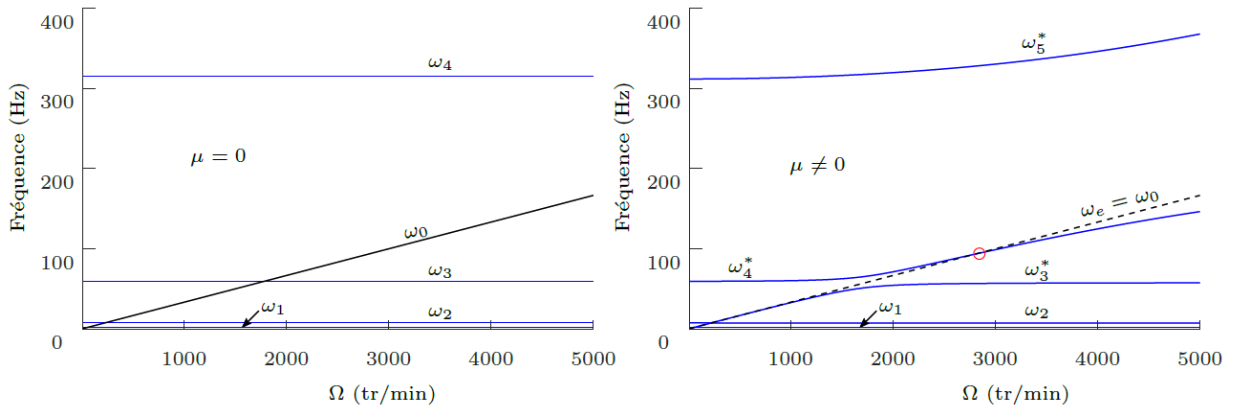 400
300
200
100
0
Fréquence (Hz)
ω₄
μ = 0
ω₀
ω₃
ω₁
ω₂
1000 2000 3000 4000 5000
Ω (tr/min)
400
300
200
100
0
Fréquence (Hz)
ω₅*
μ ≠ 0
ωₑ = ω₀
ω₄*
ω₃*
ω₁
ω₂
1000 2000 3000 4000 5000
Ω (tr/min)